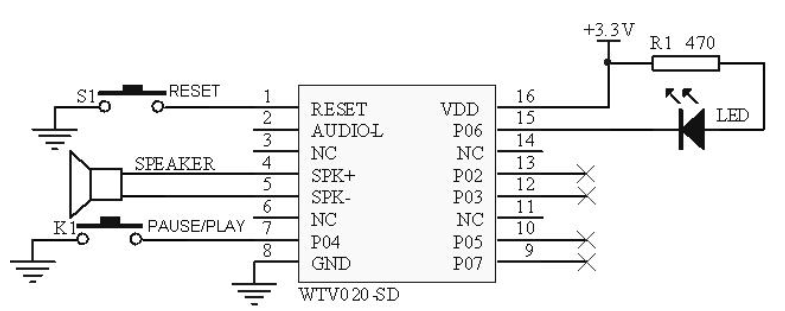 +3.3V
R1 470
S1 RESET
1 RESET VDD 16
2 AUDIO-L P06 15
LED
3 NC NC 14
SPEAKER
4 SPK+ P02 13
5 SPK- P03 12
6 NC NC 11
K1 PAUSE/PLAY
7 P04 P05 10
8 GND P07 9
WTV020-SD